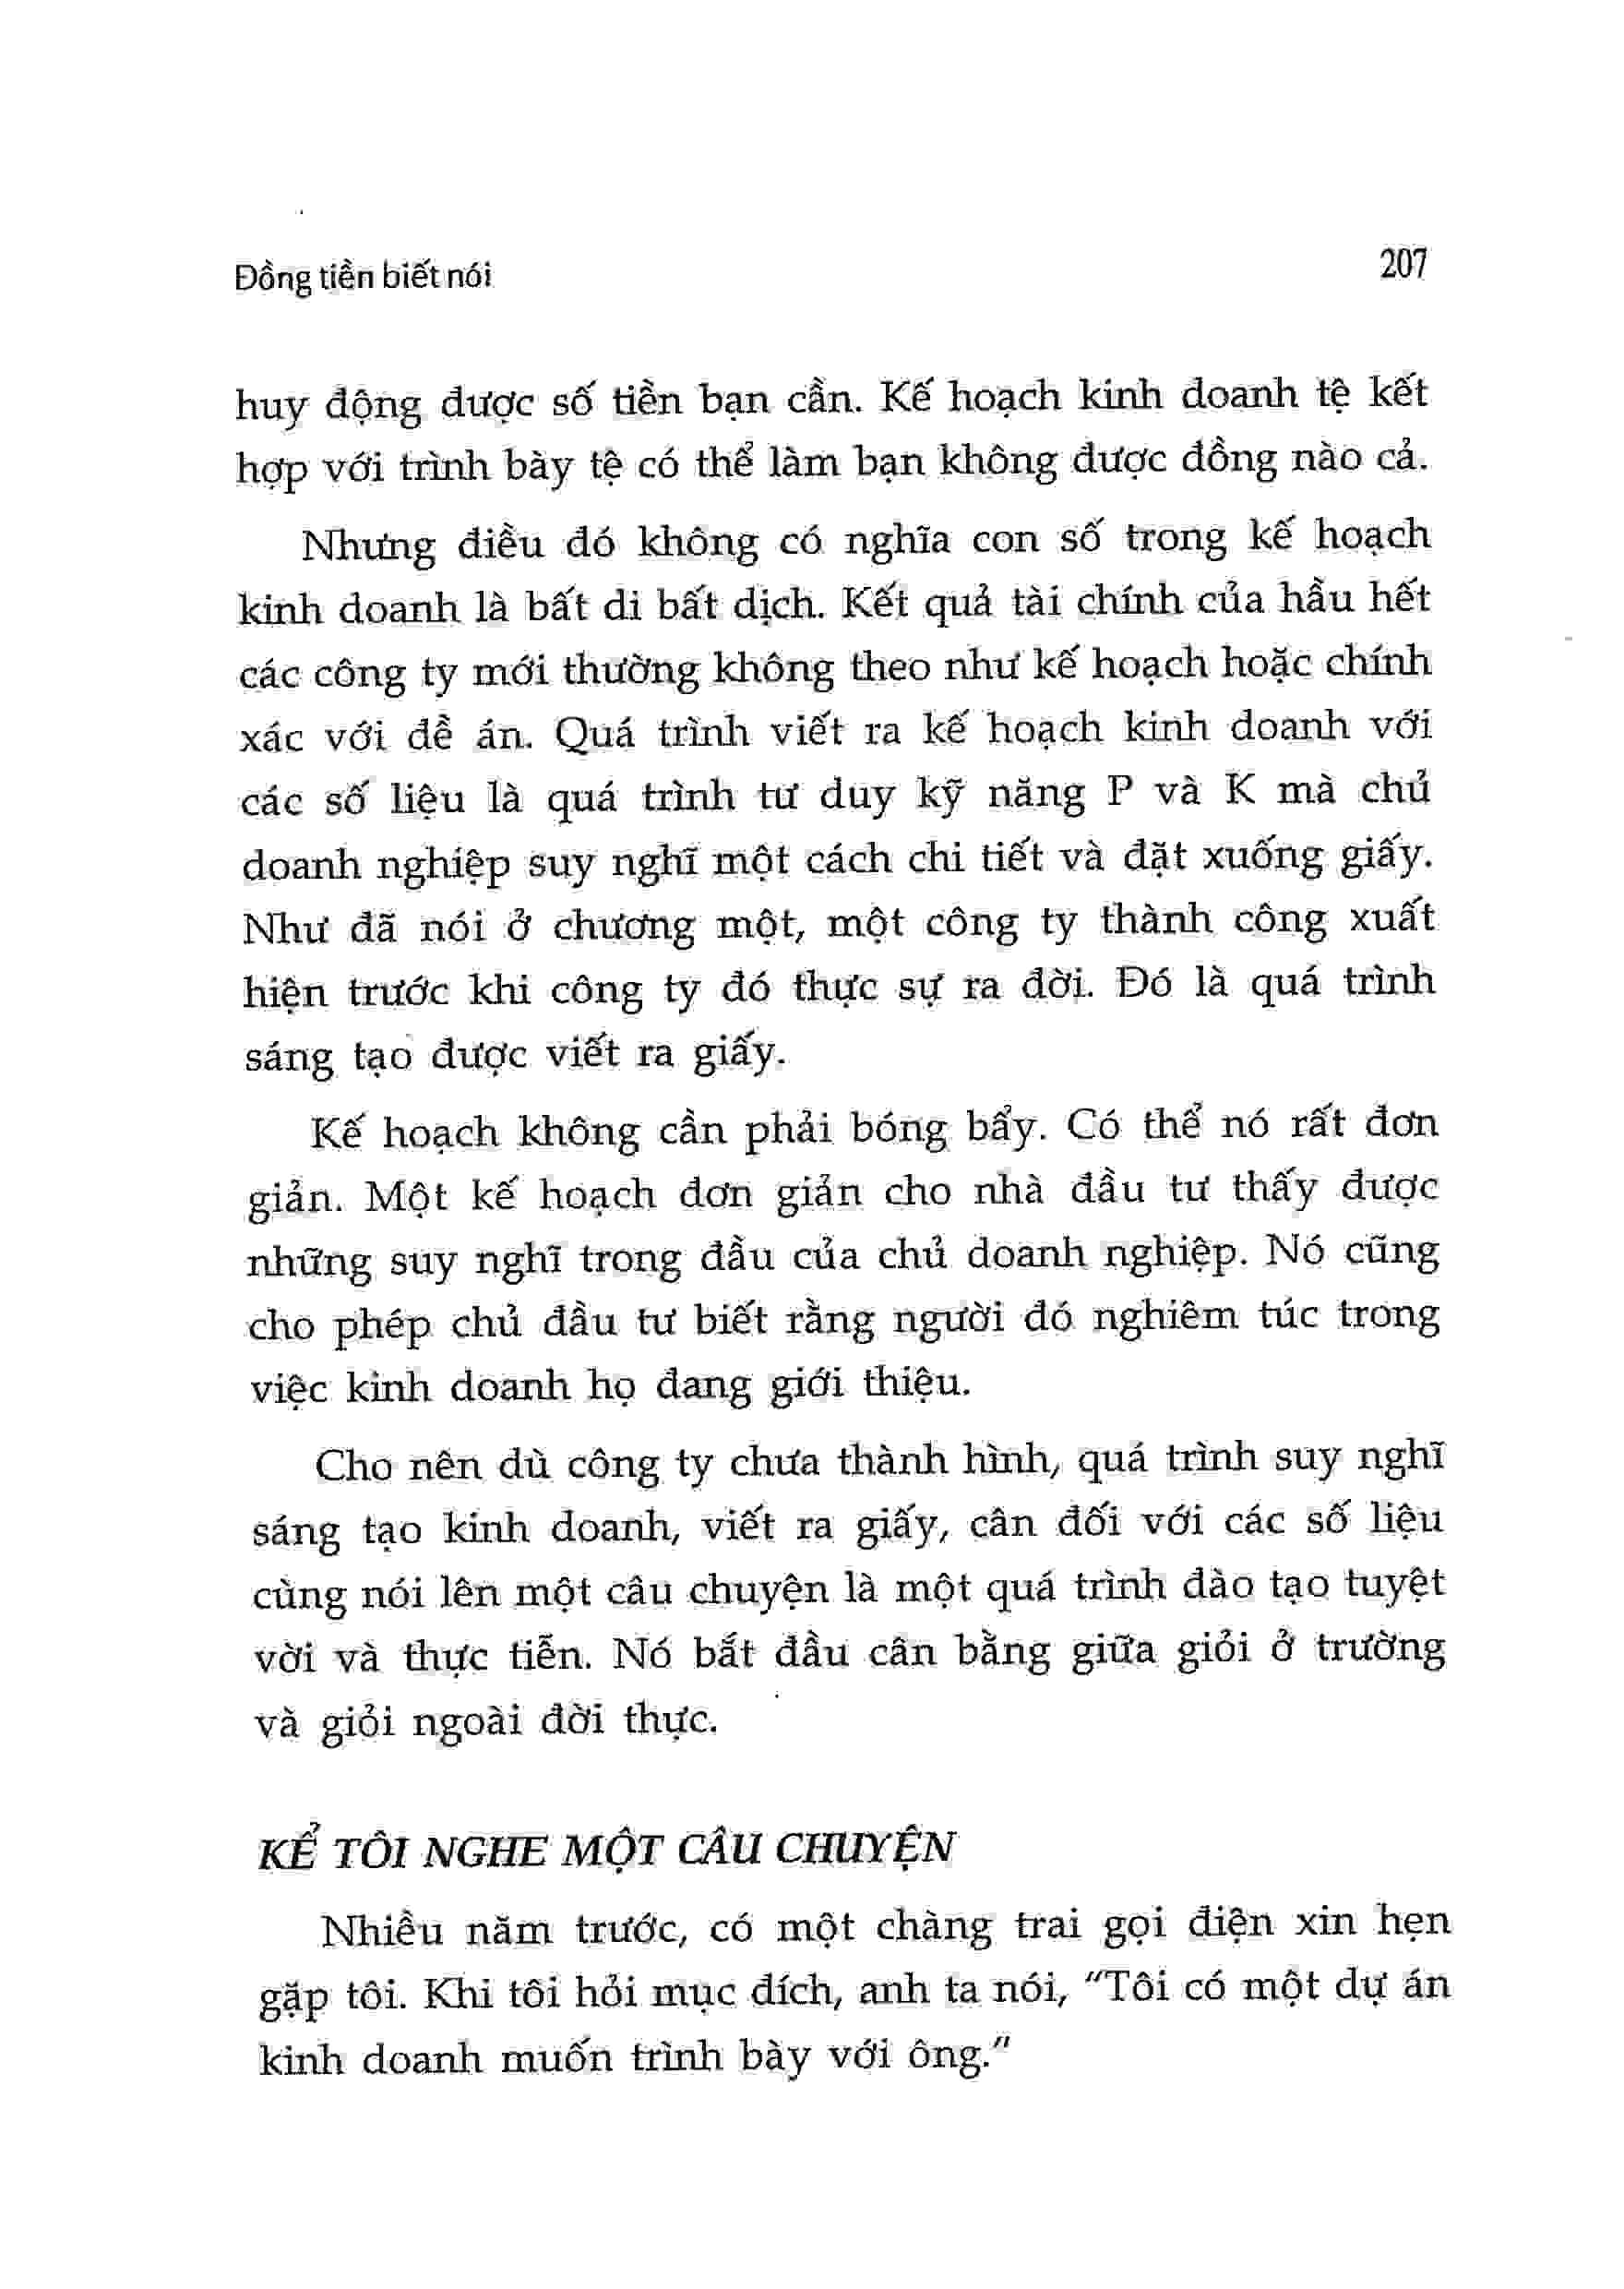 Đồng tiền biết nói
207
huy động được số tiền bạn cần. Kế hoạch kinh doanh tệ kết
hợp với trình bày tệ có thể làm bạn không được đồng nào cả.
Nhưng điều đó không có nghĩa con số trong kế hoạch
kinh doanh là bất di bất dịch. Kết quả tài chính của hầu hết
các công ty mới thường không theo như kế hoạch hoặc chính
xác với đề án. Quá trình viết ra kế hoạch kinh doanh với
các số liệu là quá trình tư duy kỹ năng P và K mà chủ
doanh nghiệp suy nghĩ một cách chi tiết và đặt xuống giấy.
Như đã nói ở chương một, một công ty thành công xuất
hiện trước khi công ty đó thực sự ra đời. Đó là quá trình
sáng tạo được viết ra giấy.
Kế hoạch không cần phải bóng bẩy. Có thể nó rất đơn
giản. Một kế hoạch đơn giản cho nhà đầu tư thấy được
những suy nghĩ trong đầu của chủ doanh nghiệp. Nó cũng
cho phép chủ đầu tư biết rằng người đó nghiêm túc trong
việc kinh doanh họ đang giới thiệu.
Cho nên dù công ty chưa thành hình, quá trình suy nghĩ
sáng tạo kinh doanh, viết ra giấy, cân đối với các số liệu
cùng nói lên một câu chuyện là một quá trình đào tạo tuyệt
vời và thực tiễn. Nó bắt đầu cân bằng giữa giỏi ở trường
và giỏi ngoài đời thực.
KỂ TÔI NGHE MỘT CÂU CHUYỆN
Nhiều năm trước, có một chàng trai gọi điện xin hẹn
gặp tôi. Khi tôi hỏi mục đích, anh ta nói, "Tôi có một dự án
kinh doanh muốn trình bày với ông."